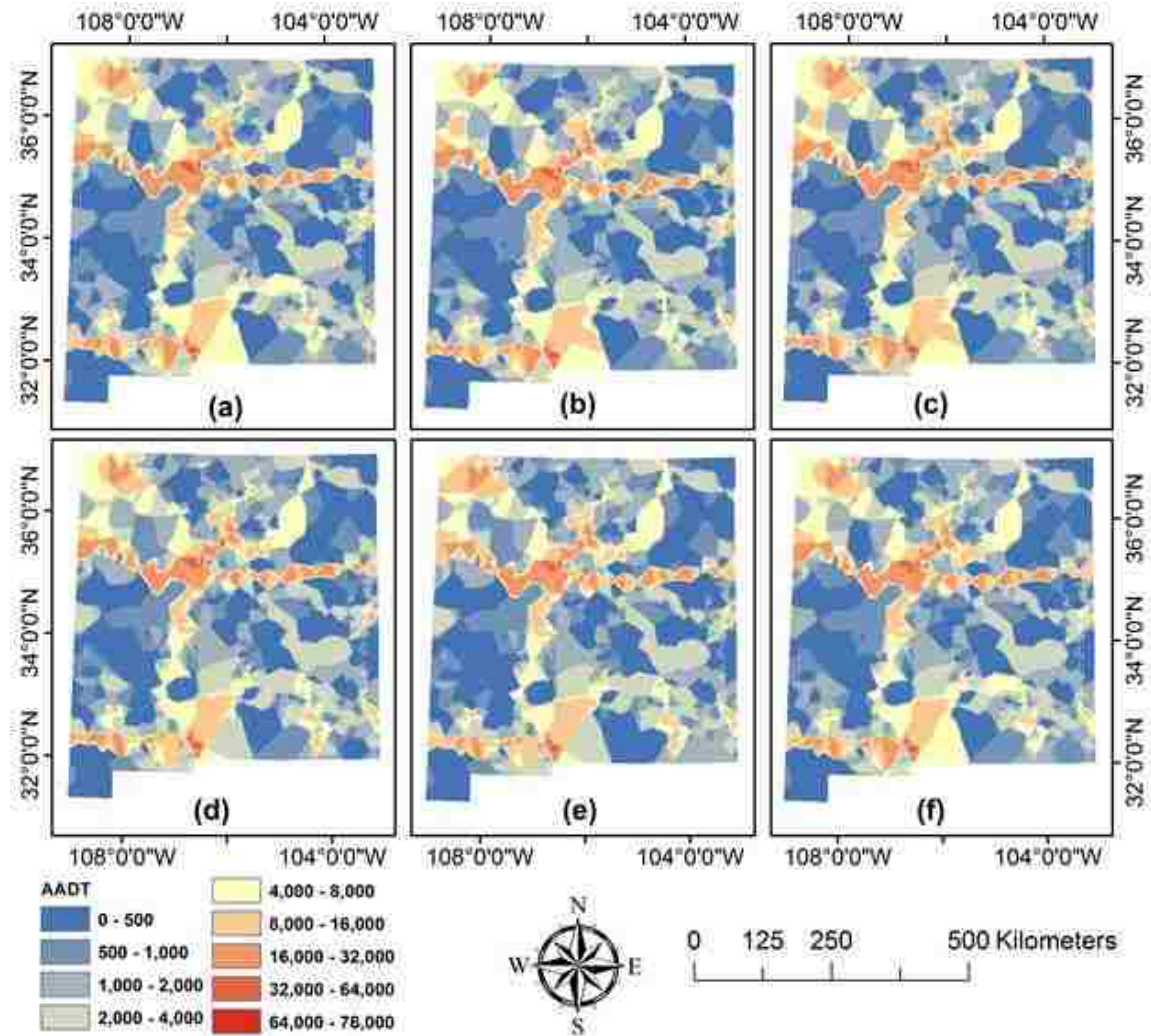 108°0'0"W 104°0'0"W 108°0'0"W 104°0'0"W 108°0'0"W 104°0'0"W
36°0'0"N 36°0'0"N
34°0'0"N 34°0'0"N
32°0'0"N 32°0'0"N
(a) (b) (c)
36°0'0"N 36°0'0"N
34°0'0"N 34°0'0"N
32°0'0"N 32°0'0"N
(d) (e) (f)
108°0'0"W 104°0'0"W 108°0'0"W 104°0'0"W 108°0'0"W 104°0'0"W
AADT
0 - 500
500 - 1,000
1,000 - 2,000
2,000 - 4,000
4,000 - 8,000
8,000 - 16,000
16,000 - 32,000
32,000 - 64,000
64,000 - 78,000
N
W E
S
0 125 250 500 Kilometers